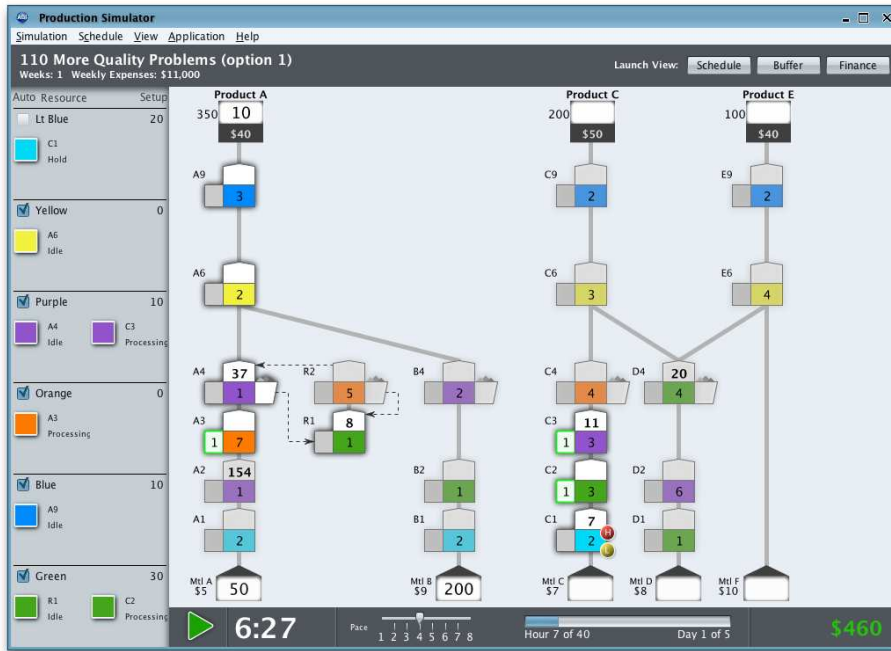 Production Simulator
Simulation Schedule View Application Help
110 More Quality Problems (option 1)
Weeks: 1 Weekly Expenses: $11,000
Launch View: Schedule Buffer Finance
Auto Resource Setup
Lt Blue 20
C1
Hold
Yellow 0
A6
Idle
Purple 10
A4 C3
Idle Processing
Orange 0
A3
Processing
Blue 10
A9
Idle
Green 30
R1 C2
Idle Processing
Product A Product C Product E
350 10 200 100
$40 $50 $40
A9 C9 E9
3 2 2
A6 C6 E6
2 3 4
A4 37 R2 B4 C4 D4 20
1 5 2 4 4
A3 R1 8 C3 11
1 7 1 1 3
A2 154 B2 C2 D2
1 1 1 3 6
A1 B1 C1 7 D1
H
2 2 2 1
L
Mtl A Mtl B Mtl C Mtl D Mtl F
$5 50 $9 200 $7 $8 $10
6:27
Pace
1 2 3 4 5 6 7 8
Hour 7 of 40 Day 1 of 5
$460